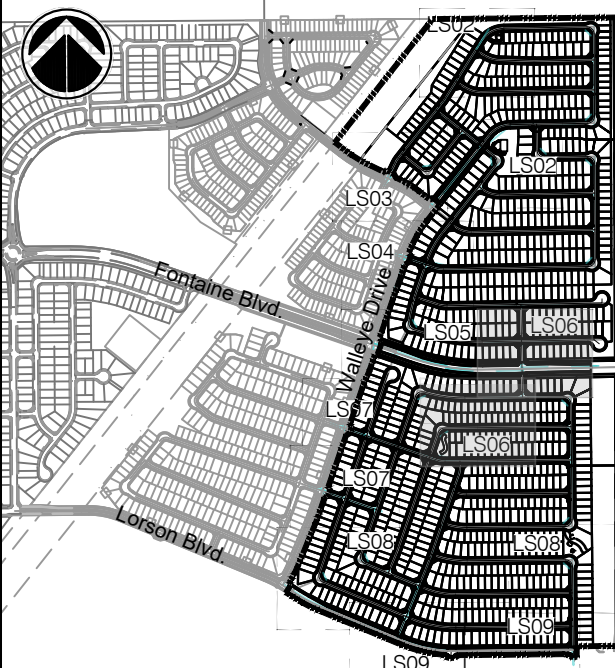 LS02
LS02
LS03
LS04
Fontaine Blvd.
Walleye Drive
LS05
LS06
LS07
LS06
LS07
LS08
LS08
Lorson Blvd.
LS09
LS09